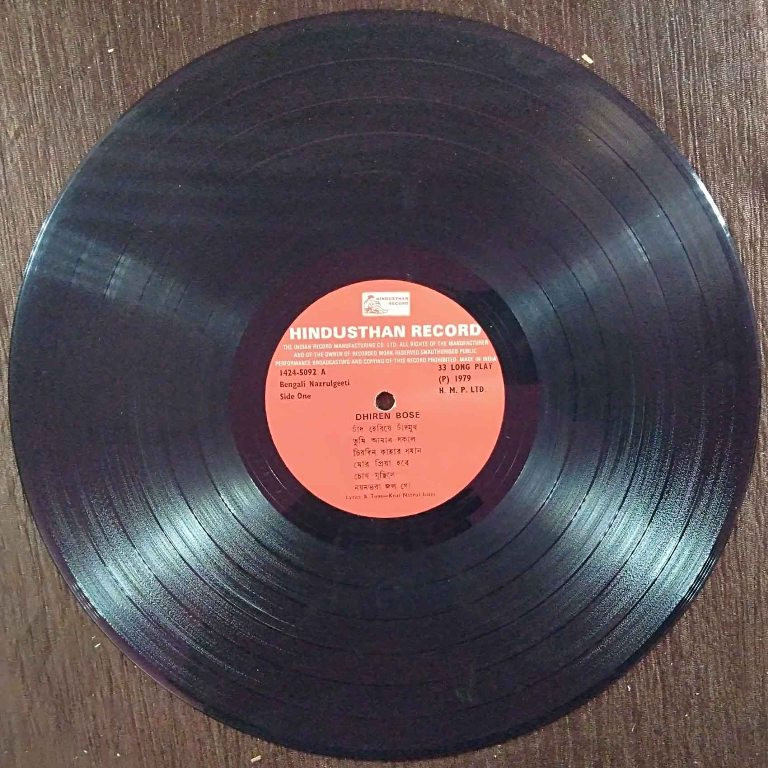 HINDUSTHAN
RECORD
HINDUSTHAN RECORD
THE INDIAN RECORD MANUFACTURING CO. LTD. ALL RIGHTS OF THE MANUFACTURER
AND OF THE OWNER OF RECORDED WORK RESERVED UNAUTHORISED PUBLIC
PERFORMANCE BROADCASTING AND COPYING OF THIS RECORD PROHIBITED. MADE IN INDIA
1424-5092 A
33 LONG PLAY
Bengali Nazrulgeeti
(P) 1979
Side One
H. M. P. LTD.
DHIREN BOSE
চাঁদ হেরিছে চাঁদমুখ
তুমি আমার সকাল
চিরদিন কাহার সমান
মোর প্রিয়া হবে
চোখ মুছিলে
নয়নভরা জল গো
Lyrics & Tune—Kazi Nazrul Islam